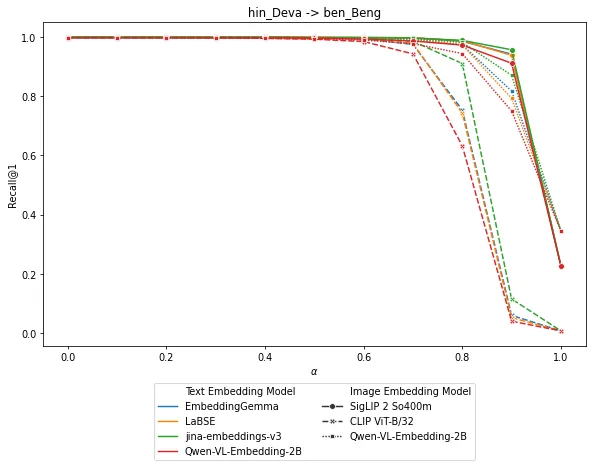 hin_Deva -> ben_Beng
1.0
0.8
0.6
0.4
0.2
0.0
Recall@1
0.0 0.2 0.4 0.6 0.8 1.0
α
Text Embedding Model
EmbeddingGemma
LaBSE
jina-embeddings-v3
Qwen-VL-Embedding-2B
Image Embedding Model
SigLIP 2 So400m
CLIP ViT-B/32
Qwen-VL-Embedding-2B